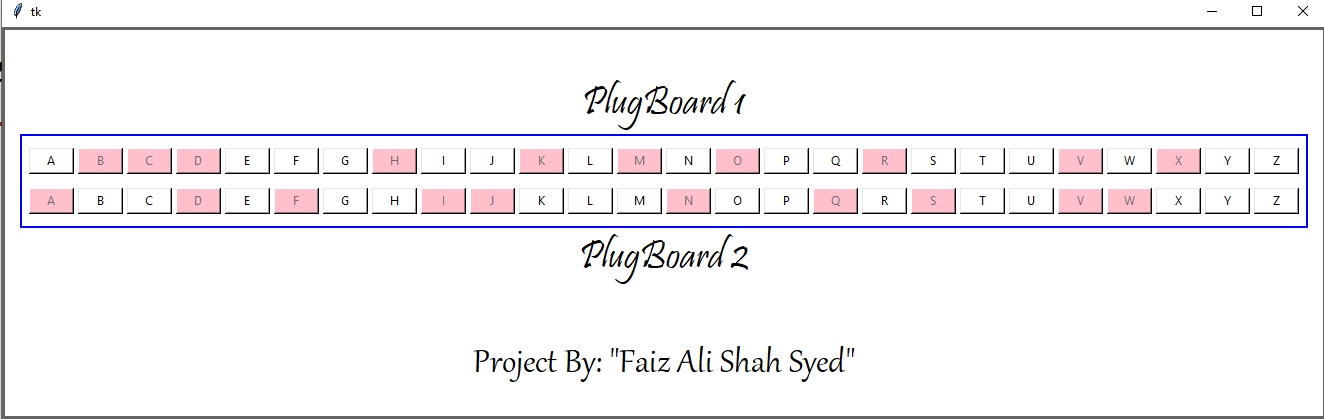 tk
PlugBoard 1
A B C D E F G H I J K L M N O P Q R S T U V W X Y Z
A B C D E F G H I J K L M N O P Q R S T U V W X Y Z
PlugBoard 2
Project By: "Faiz Ali Shah Syed"